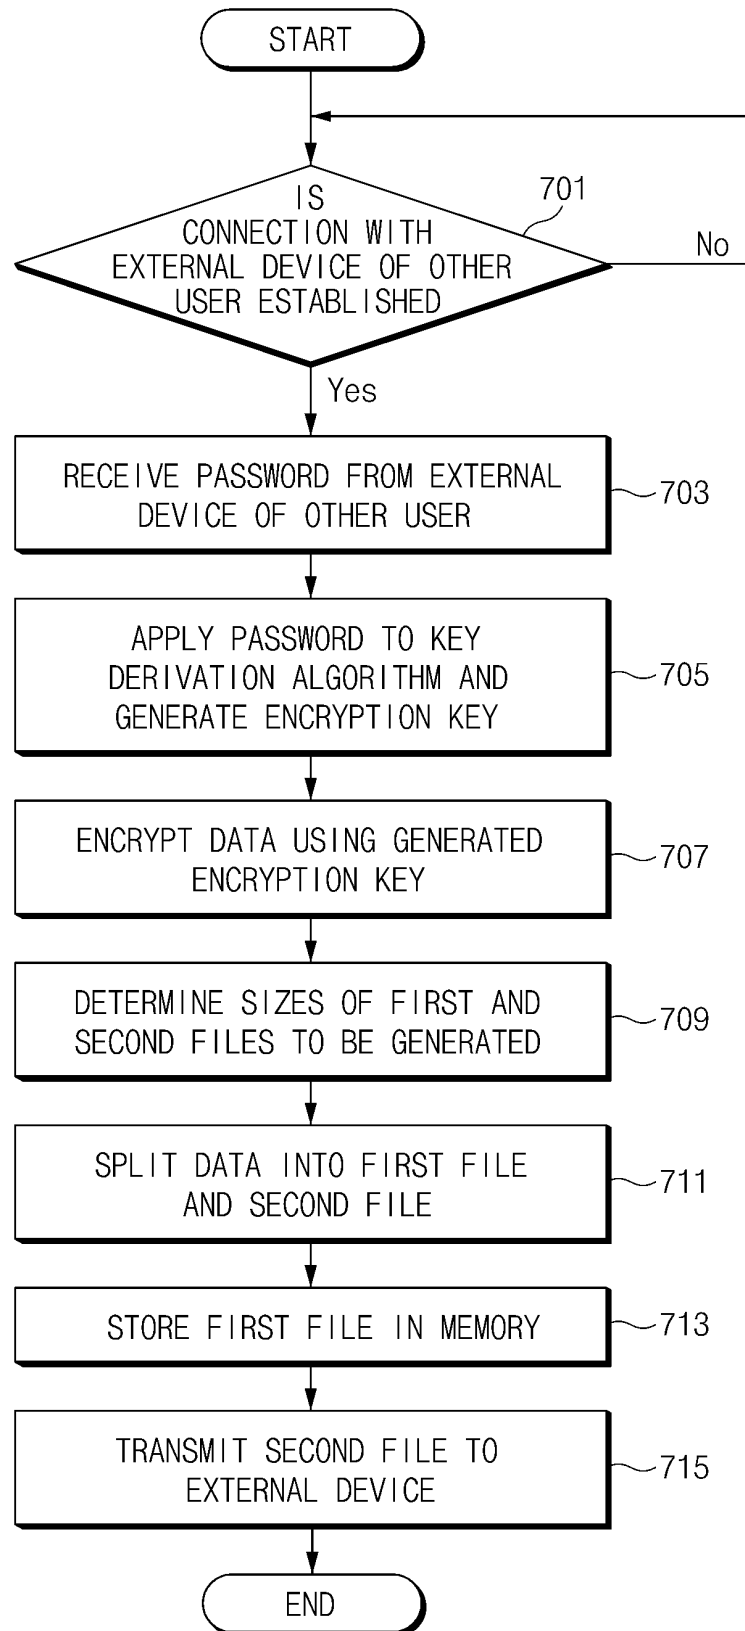 START
IS
CONNECTION WITH
EXTERNAL DEVICE OF OTHER
USER ESTABLISHED
701
No
Yes
RECEIVE PASSWORD FROM EXTERNAL
DEVICE OF OTHER USER
703
APPLY PASSWORD TO KEY
DERIVATION ALGORITHM AND
GENERATE ENCRYPTION KEY
705
ENCRYPT DATA USING GENERATED
ENCRYPTION KEY
707
DETERMINE SIZES OF FIRST AND
SECOND FILES TO BE GENERATED
709
SPLIT DATA INTO FIRST FILE
AND SECOND FILE
711
STORE FIRST FILE IN MEMORY
713
TRANSMIT SECOND FILE TO
EXTERNAL DEVICE
715
END